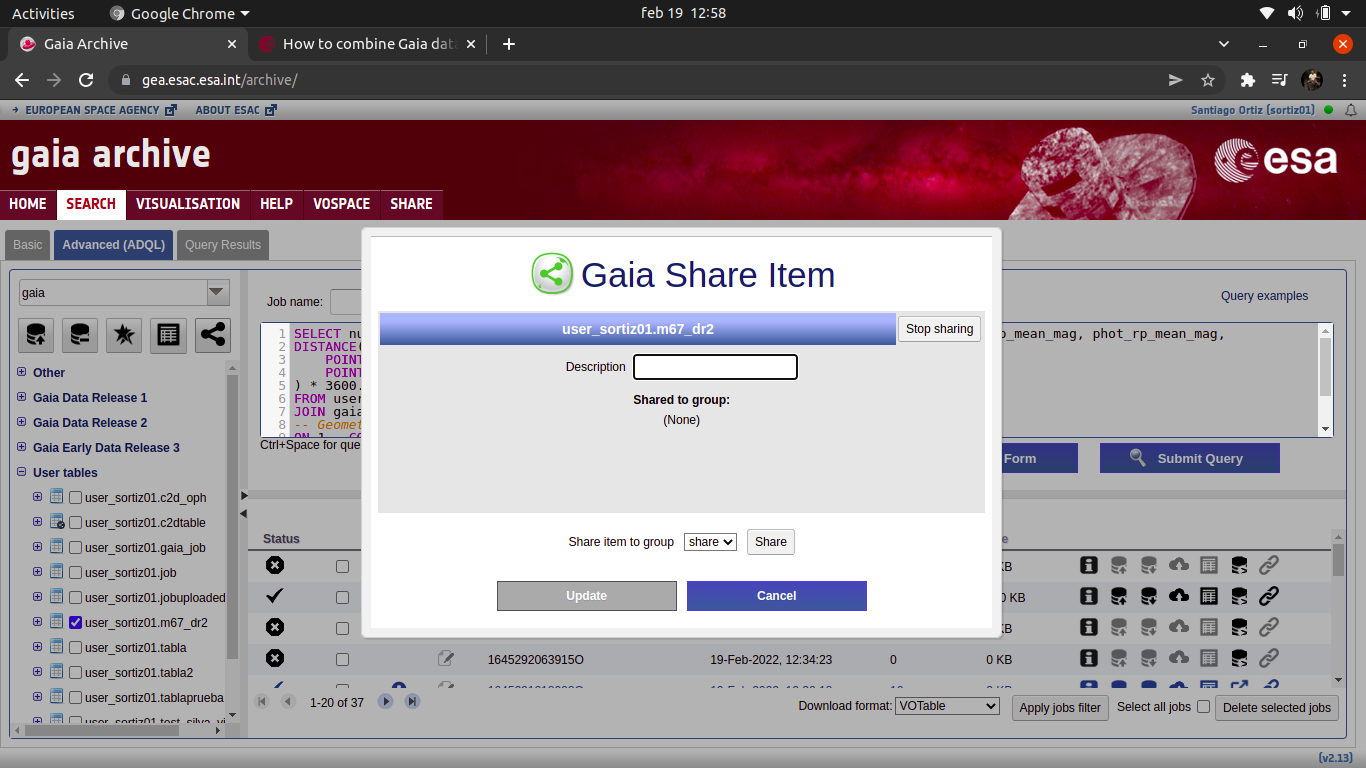 Activities Google Chrome feb 19 12:58
Gaia Archive How to combine Gaia dat
gea.esac.esa.int/archive/
EUROPEAN SPACE AGENCY ABOUT ESAC Santiago Ortiz (sortiz01)
gaia archive esa
HOME SEARCH VISUALISATION HELP VOSPACE SHARE
Basic Advanced (ADQL) Query Results
Gaia Share Item
gaia
Job name:
Query examples
user_sortiz01.m67_dr2 Stop sharing
1 SELECT nu p_mean_mag, phot_rp_mean_mag,
2 DISTANCE(
3 POINT
4 POINT
5 ) * 3600.
6 FROM user
7 JOIN gaia
8 -- Geomet
Description
Shared to group:
(None)
Ctrl+Space for que
Form Submit Query
Other
Gaia Data Release 1
Gaia Data Release 2
Gaia Early Data Release 3
User tables
user_sortiz01.c2d_oph
user_sortiz01.c2dtable
user_sortiz01.gaia_job
user_sortiz01.job
user_sortiz01.jobuploaded
user_sortiz01.m67_dr2
user_sortiz01.tabla
user_sortiz01.tabla2
user_sortiz01.tablaprueba
Status
Share item to group share Share
Update Cancel
KB
0 KB
KB
1645292063915O 19-Feb-2022, 12:34:23 0 0 KB
1-20 of 37
Download format: VOTable Apply jobs filter Select all jobs Delete selected jobs
(v2.13)